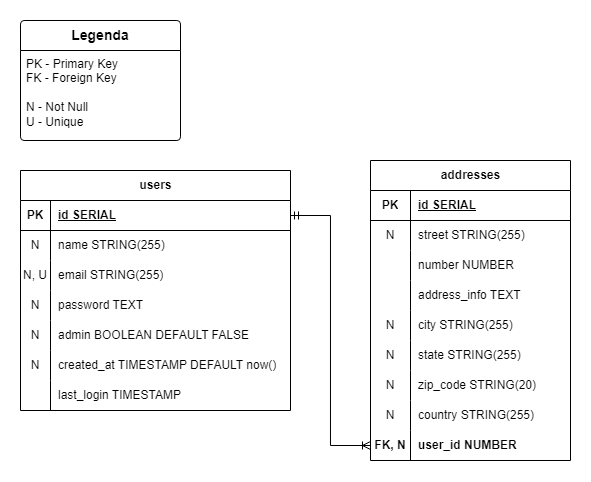 Legenda
PK - Primary Key
FK - Foreign Key
N - Not Null
U - Unique
users
PK id SERIAL
N name STRING(255)
N, U email STRING(255)
N password TEXT
N admin BOOLEAN DEFAULT FALSE
N created_at TIMESTAMP DEFAULT now()
last_login TIMESTAMP
addresses
PK id SERIAL
N street STRING(255)
number NUMBER
address_info TEXT
N city STRING(255)
N state STRING(255)
N zip_code STRING(20)
N country STRING(255)
FK, N user_id NUMBER